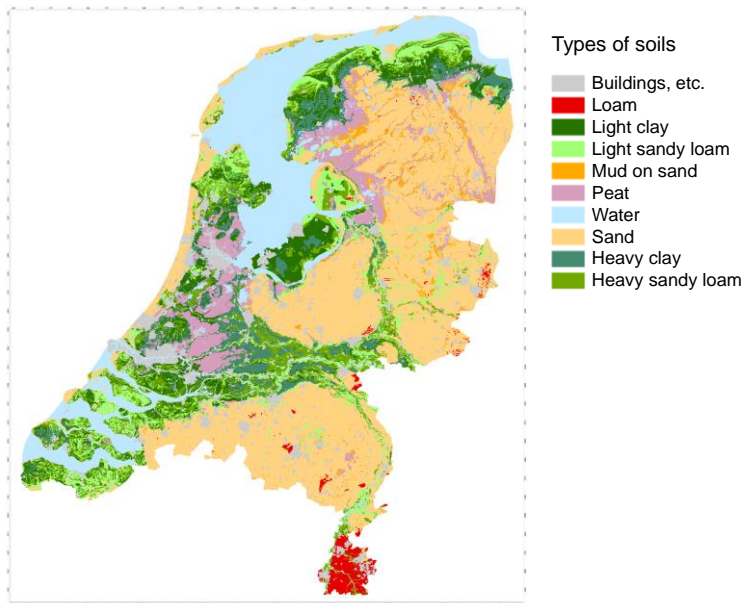 Types of soils
Buildings, etc.
Loam
Light clay
Light sandy loam
Mud on sand
Peat
Water
Sand
Heavy clay
Heavy sandy loam